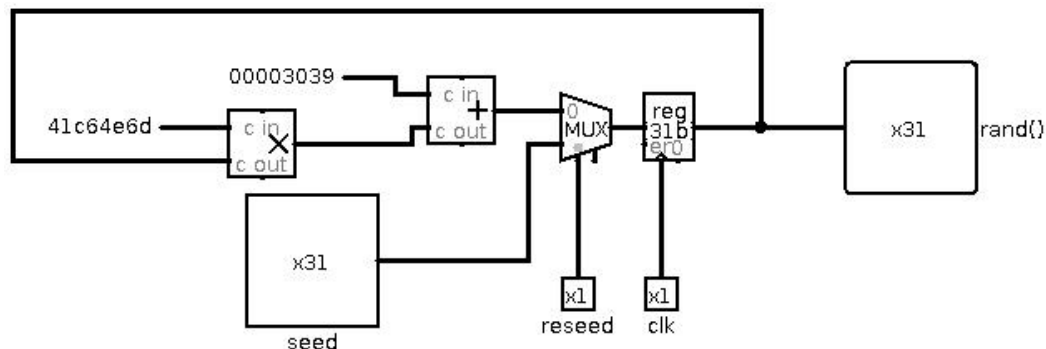 00003039
c in
+
c out
41c64e6d
c in
×
c out
0
MUX
reg
31b
en0
x31
rand()
x31
seed
x1
reseed
x1
clk